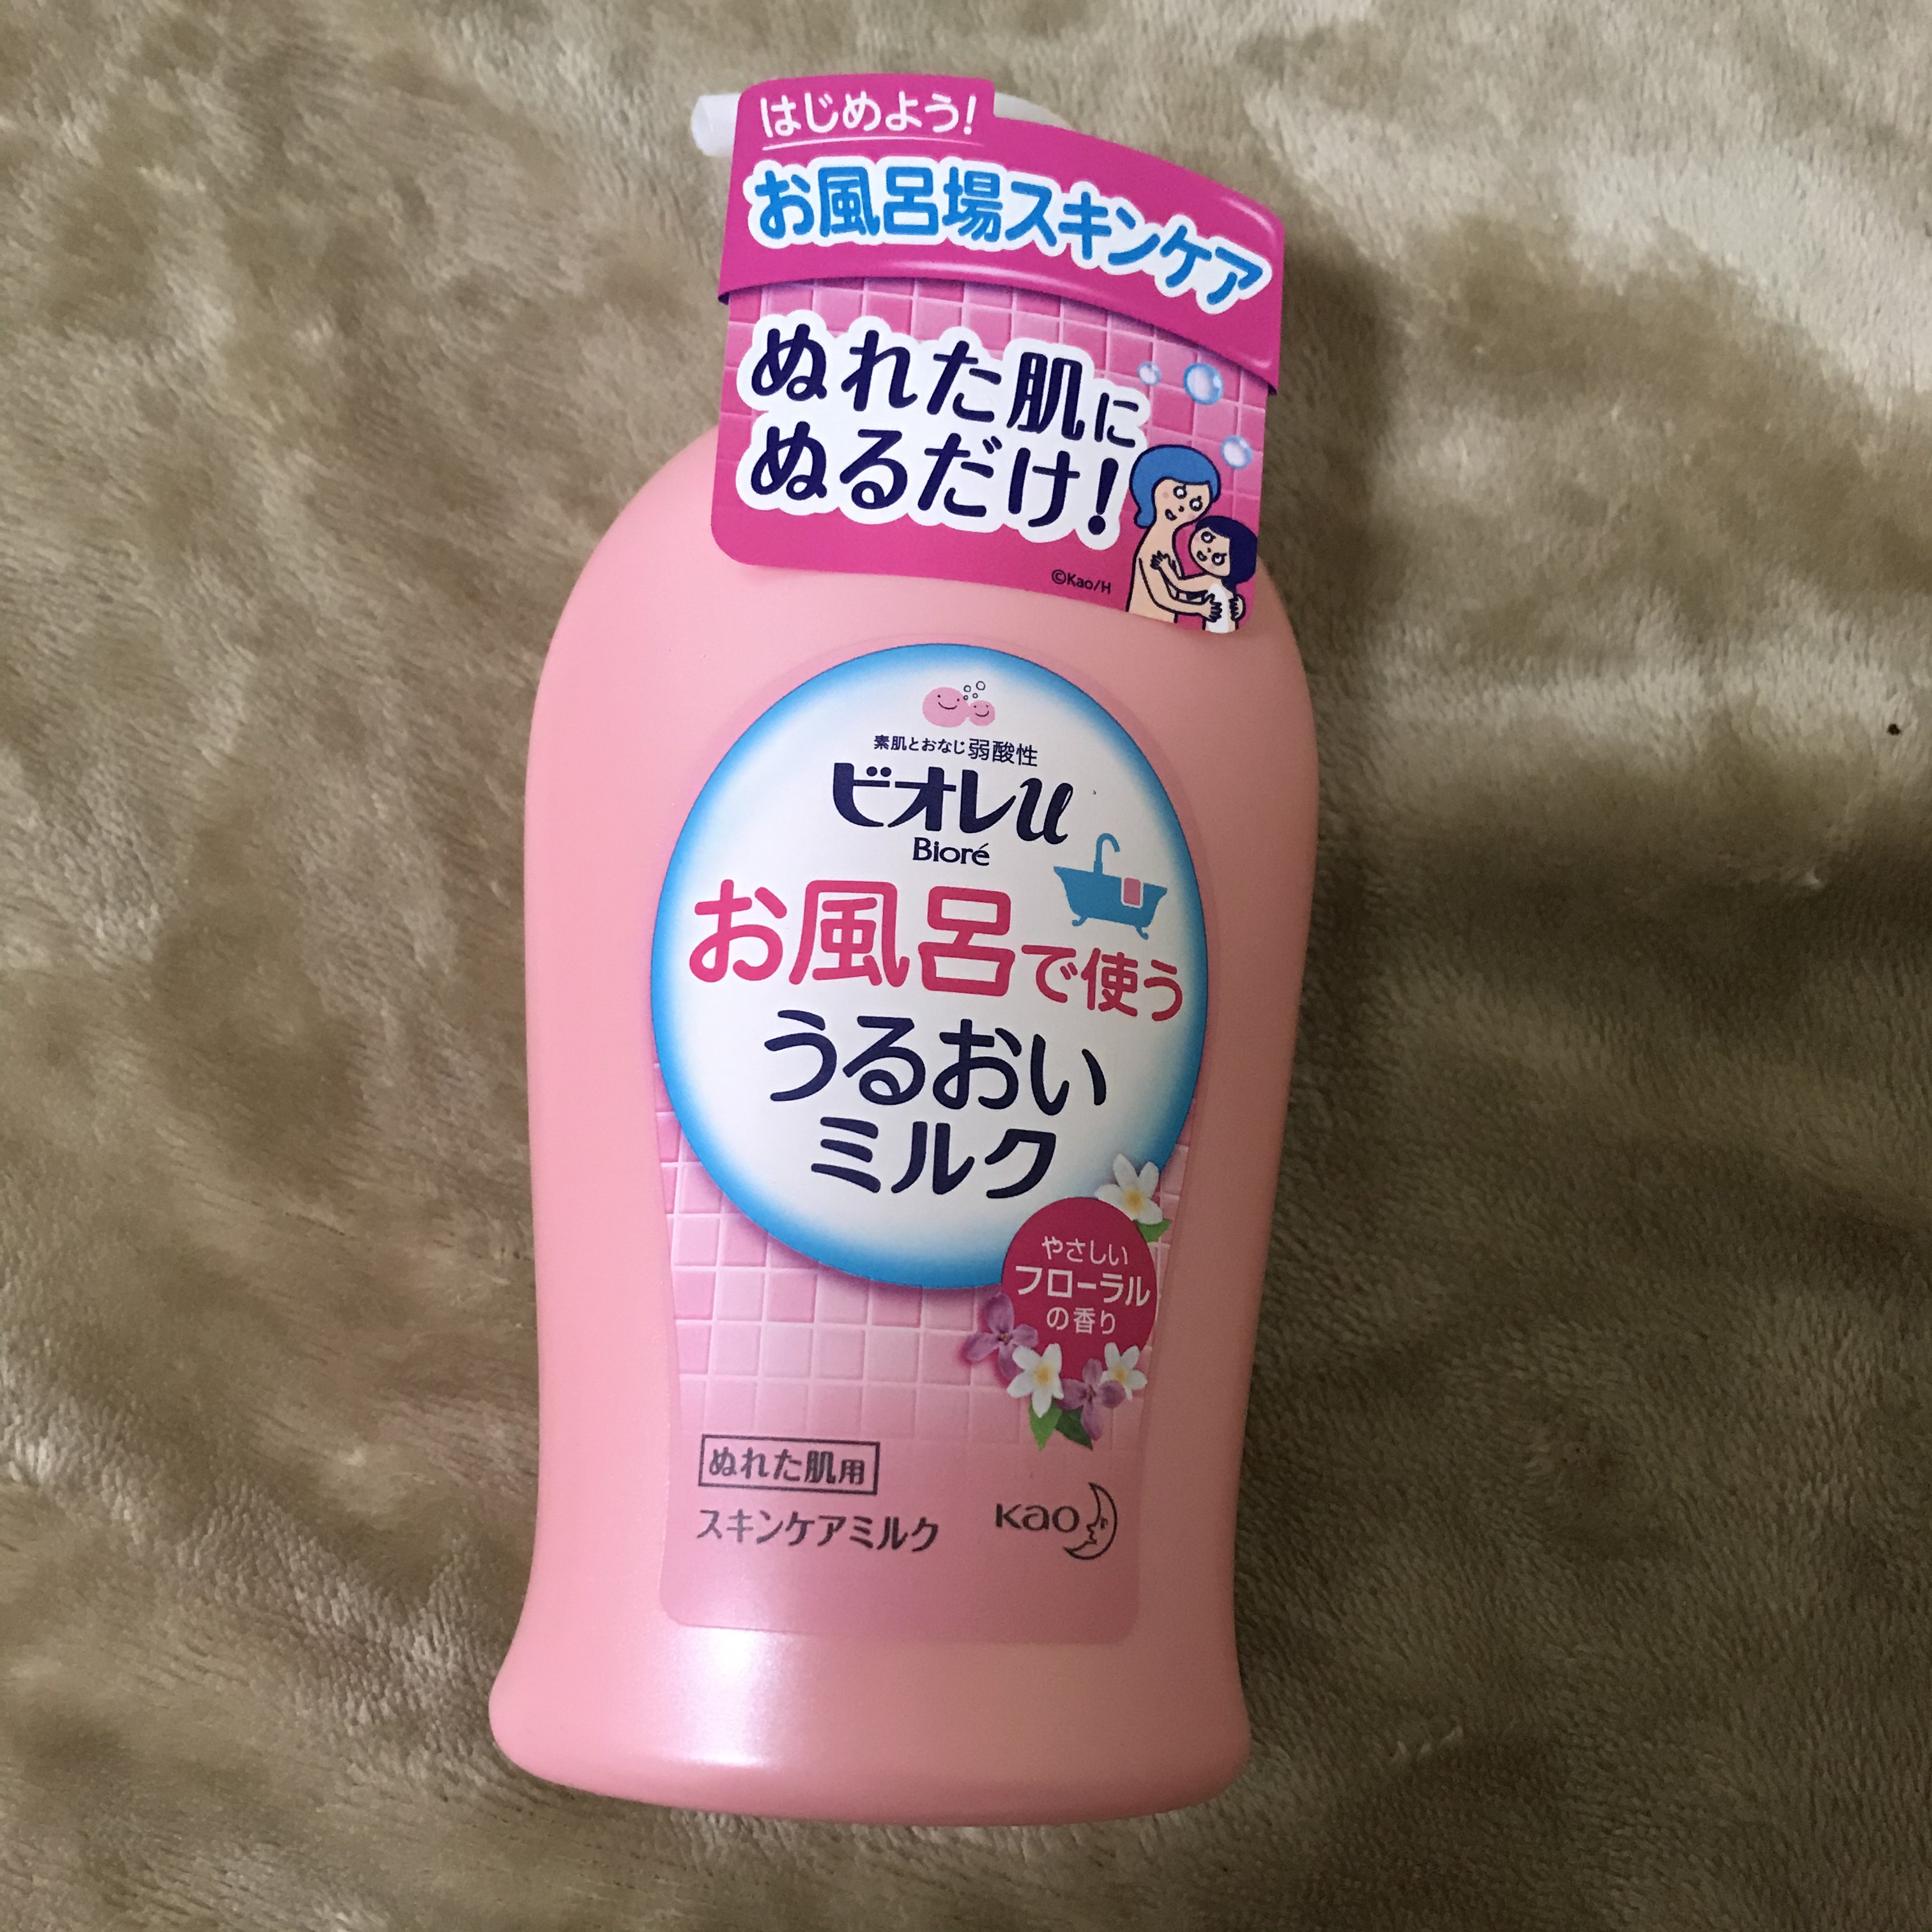 はじめよう!
お風呂場スキンケア
ぬれた肌に
ぬるだけ!
©Kao/H
素肌とおなじ弱酸性
ビオレu
Bioré
お風呂で使う
うるおい
ミルク
やさしい
フローラル
の香り
ぬれた肌用
スキンケアミルク
Kao